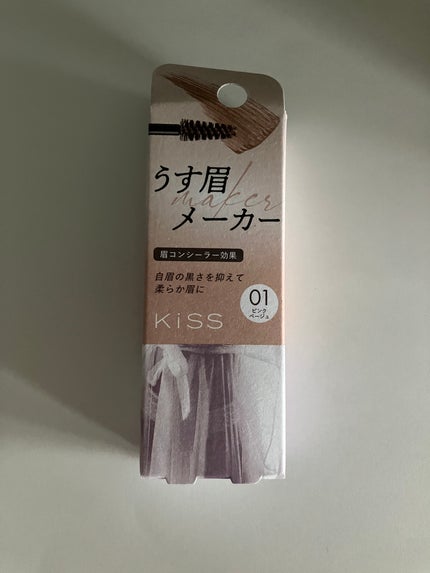 うす眉
maker
メーカー
眉コンシーラー効果
自眉の黒さを抑えて
柔らか眉に
01
ピンク
ベージュ
KiSS